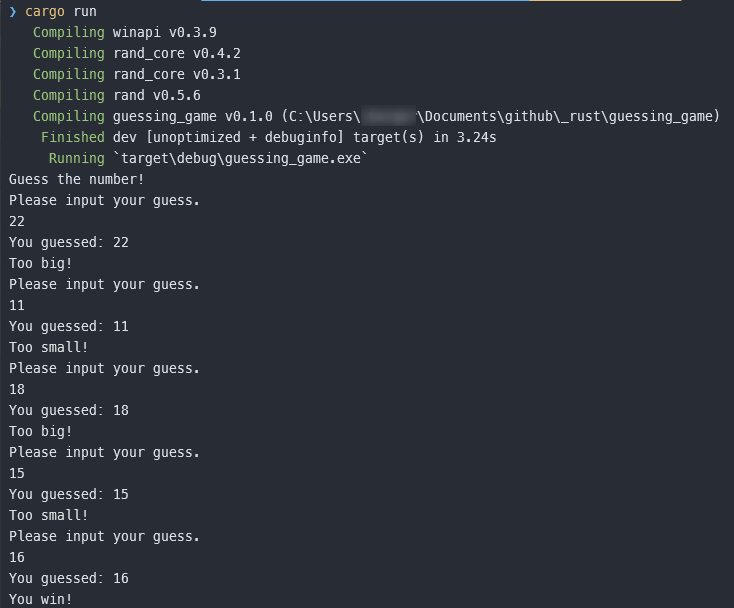 ❯ cargo run
Compiling winapi v0.3.9
Compiling rand_core v0.4.2
Compiling rand_core v0.3.1
Compiling rand v0.5.6
Compiling guessing_game v0.1.0 (C:\Users\ \Documents\github\_rust\guessing_game)
Finished dev [unoptimized + debuginfo] target(s) in 3.24s
Running `target\debug\guessing_game.exe`
Guess the number!
Please input your guess.
22
You guessed: 22
Too big!
Please input your guess.
11
You guessed: 11
Too small!
Please input your guess.
18
You guessed: 18
Too big!
Please input your guess.
15
You guessed: 15
Too small!
Please input your guess.
16
You guessed: 16
You win!